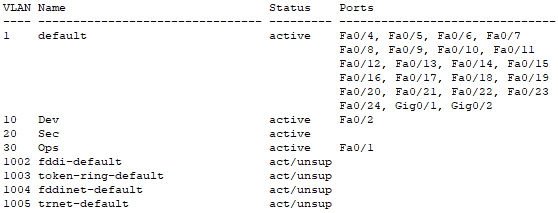 VLAN Name                             Status    Ports
---- -------------------------------- --------- -------------------------------
1    default                          active    Fa0/4, Fa0/5, Fa0/6, Fa0/7
                                                Fa0/8, Fa0/9, Fa0/10, Fa0/11
                                                Fa0/12, Fa0/13, Fa0/14, Fa0/15
                                                Fa0/16, Fa0/17, Fa0/18, Fa0/19
                                                Fa0/20, Fa0/21, Fa0/22, Fa0/23
                                                Fa0/24, Gig0/1, Gig0/2
10   Dev                              active    Fa0/2
20   Sec                              active
30   Ops                              active    Fa0/1
1002 fddi-default                     act/unsup
1003 token-ring-default               act/unsup
1004 fddinet-default                  act/unsup
1005 trnet-default                    act/unsup